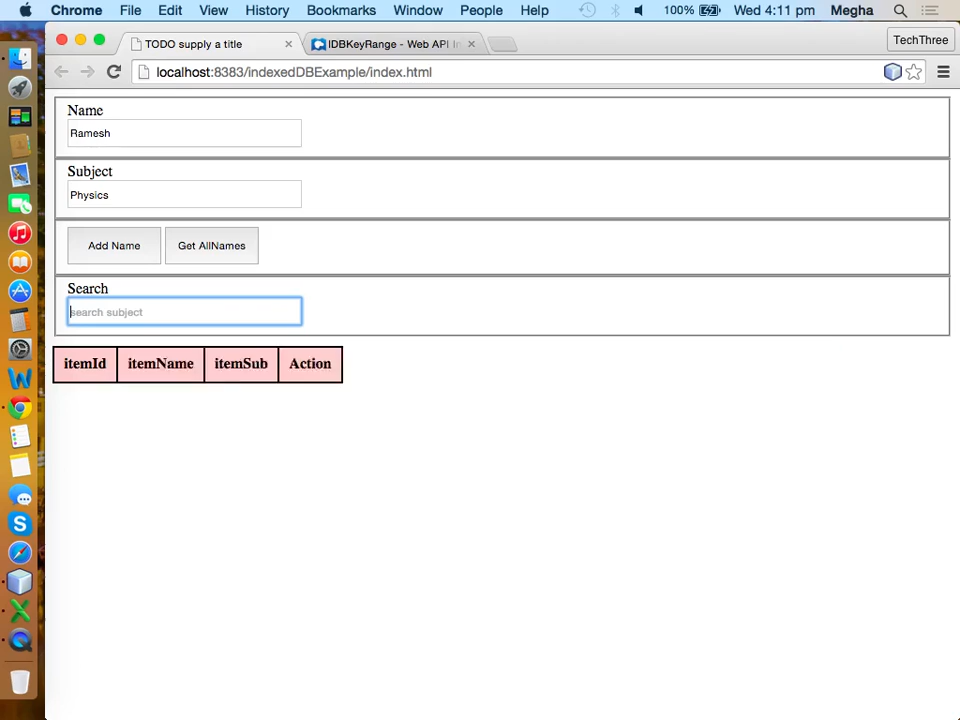 Chrome File Edit View History Bookmarks Window People Help 100% Wed 4:11 pm Megha
TODO supply a title IDBKeyRange - Web API In TechThree
localhost:8383/indexedDBExample/index.html
Name
Ramesh
Subject
Physics
Add Name Get AllNames
Search
search subject
itemId itemName itemSub Action